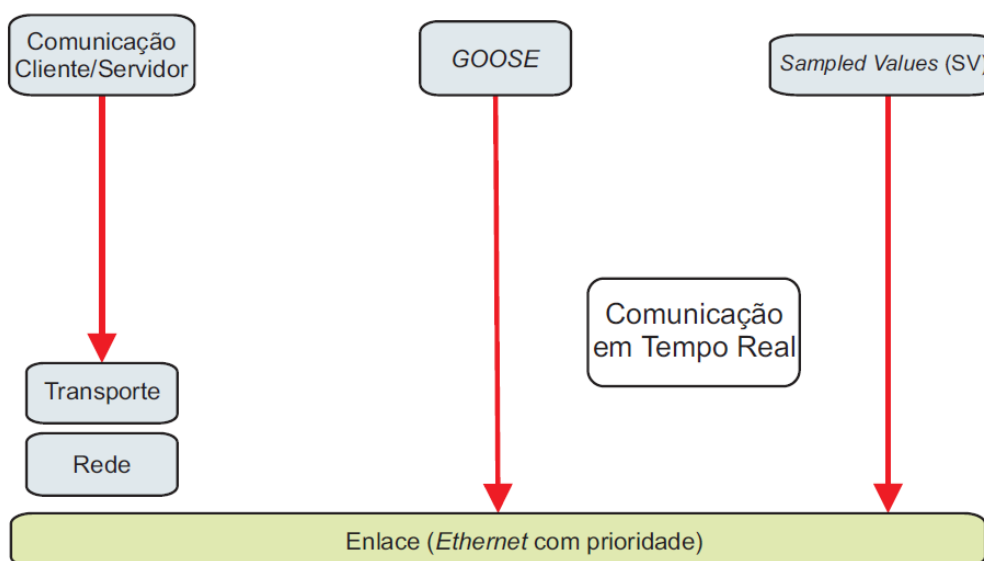 Comunicação
Cliente/Servidor
GOOSE
Sampled Values (SV)
Comunicação
em Tempo Real
Transporte
Rede
Enlace (Ethernet com prioridade)